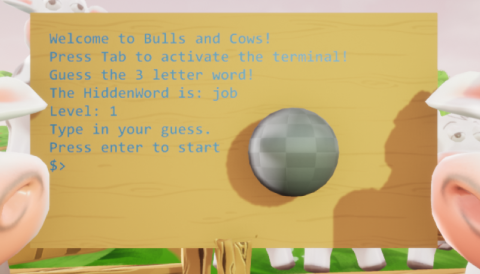 Welcome to Bulls and Cows!
Press Tab to activate the terminal!
Guess the 3 letter word!
The HiddenWord is: job
Level: 1
Type in your guess.
Press enter to start
$>